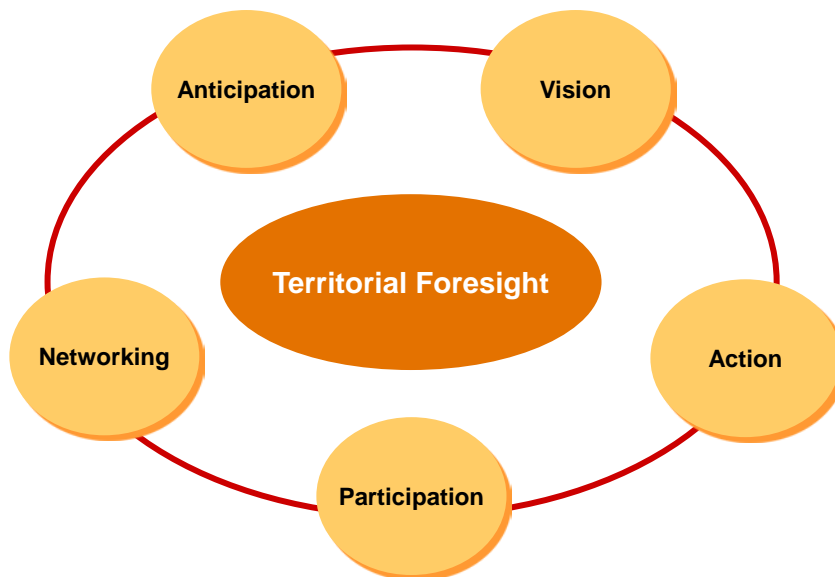 Anticipation
Vision
Territorial Foresight
Networking
Action
Participation